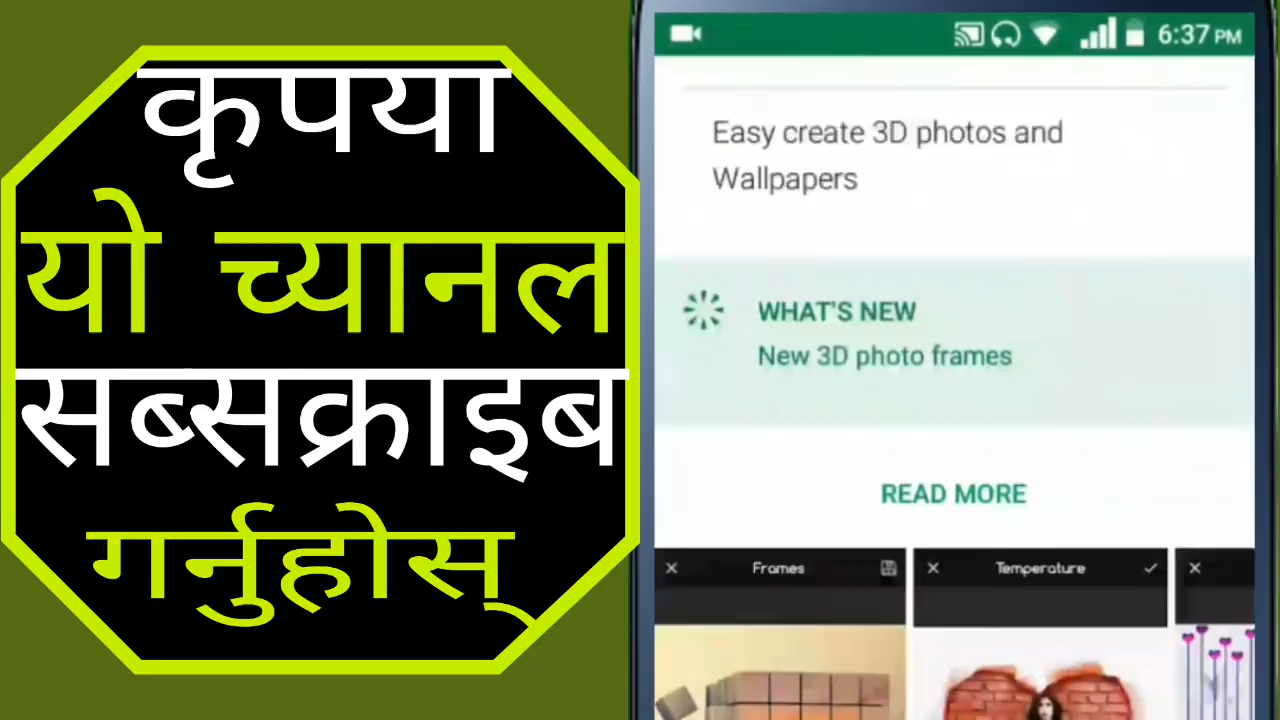 कृपया
यो च्यानल
सब्सक्राइब
गर्नुहोस्
6:37 PM
Easy create 3D photos and
Wallpapers
WHAT'S NEW
New 3D photo frames
READ MORE
Frames
Temperature